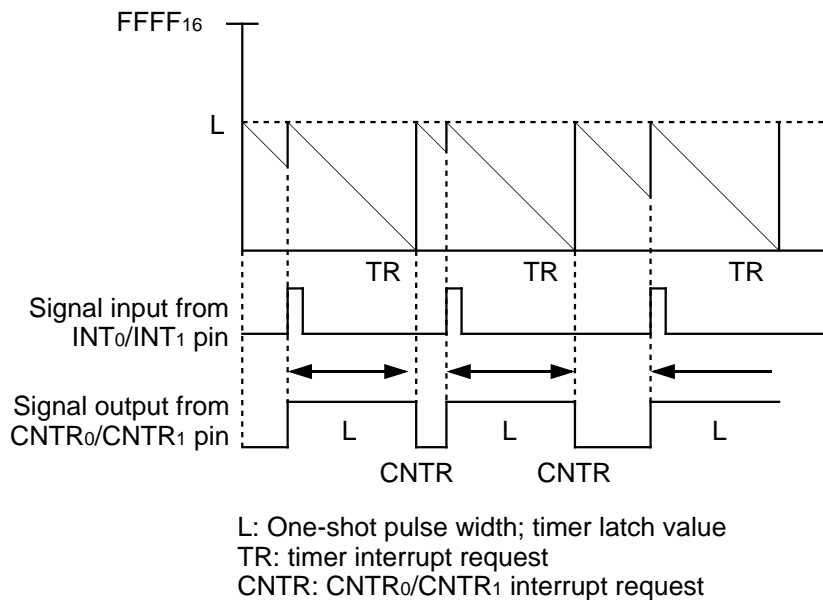 FFFF16
L
TR TR TR
Signal input from
INT0/INT1 pin
Signal output from
CNTR0/CNTR1 pin
L L L
CNTR CNTR
L: One-shot pulse width; timer latch value
TR: timer interrupt request
CNTR: CNTR0/CNTR1 interrupt request